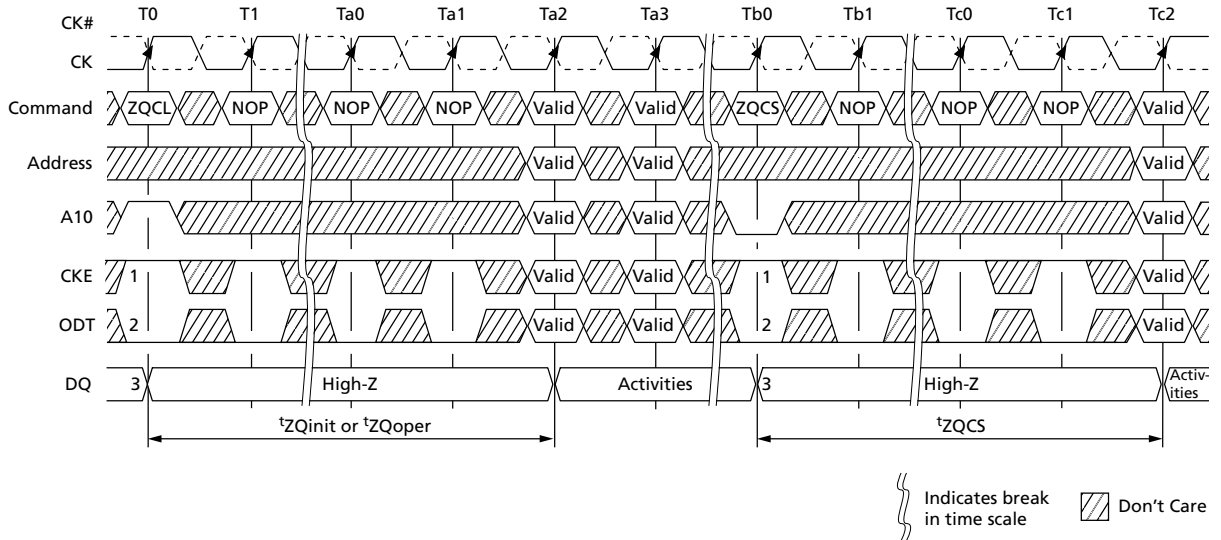 T0 T1 Ta0 Ta1 Ta2 Ta3 Tb0 Tb1 Tc0 Tc1 Tc2
CK#
CK
Command ZQCL NOP NOP NOP Valid Valid ZQCS NOP NOP NOP Valid
Address Valid Valid Valid
A10 Valid Valid Valid
CKE 1 Valid Valid 1 Valid
ODT 2 Valid Valid 2 Valid
DQ 3 High-Z Activities 3 High-Z Activ-
ities
tZQinit or tZQoper tZQCS
Indicates break
in time scale
Don't Care